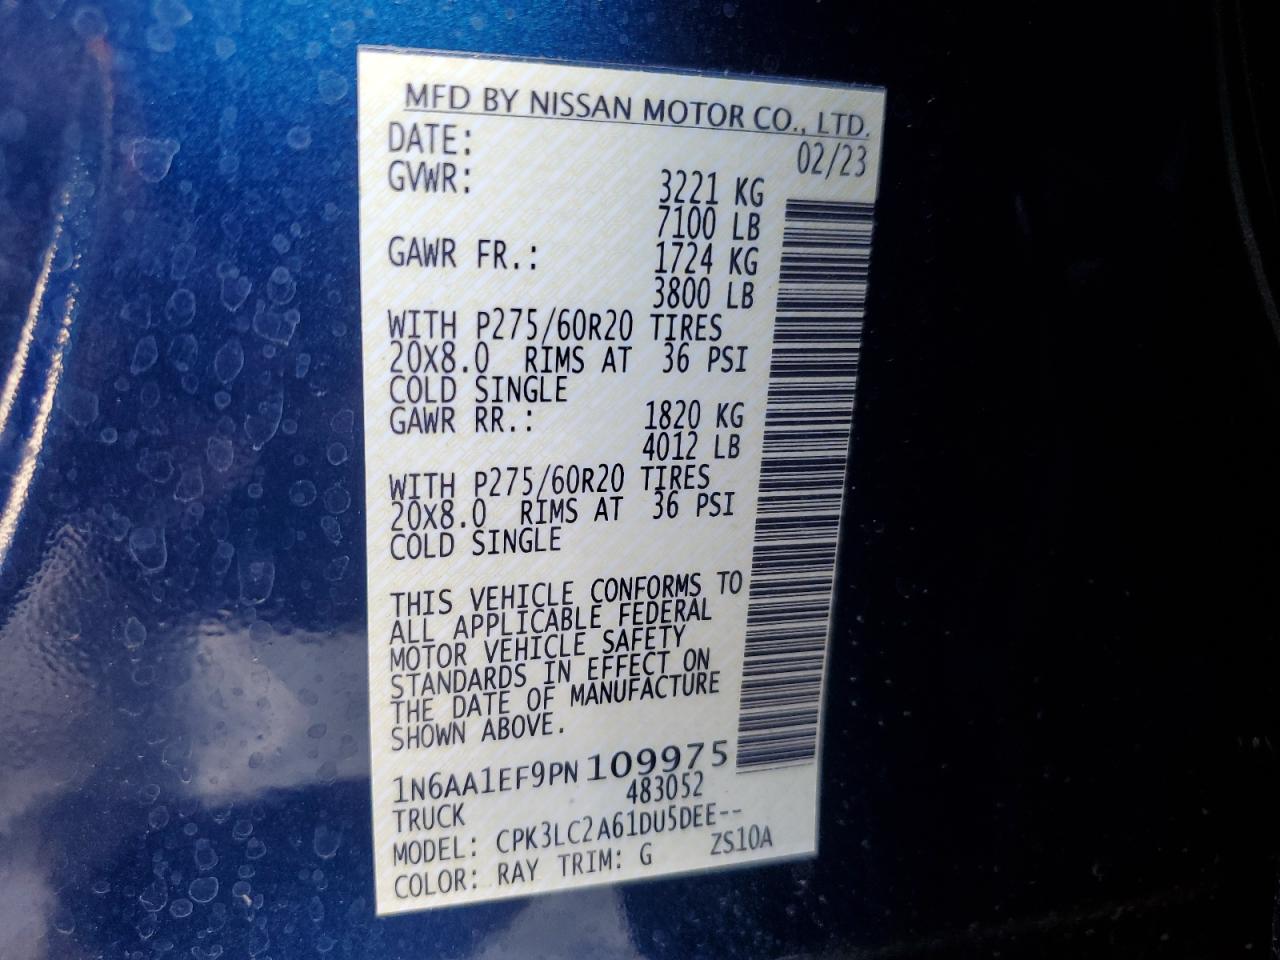 MFD BY NISSAN MOTOR CO., LTD.
DATE: 02/23
GVWR: 3221 KG
7100 LB
GAWR FR.: 1724 KG
3800 LB
WITH P275/60R20 TIRES
20X8.0 RIMS AT 36 PSI
COLD SINGLE
GAWR RR.: 1820 KG
4012 LB
WITH P275/60R20 TIRES
20X8.0 RIMS AT 36 PSI
COLD SINGLE
THIS VEHICLE CONFORMS TO
ALL APPLICABLE FEDERAL
MOTOR VEHICLE SAFETY
STANDARDS IN EFFECT ON
THE DATE OF MANUFACTURE
SHOWN ABOVE.
1N6AA1EF9PN109975
TRUCK 483052
MODEL: CPK3LC2A61DU5DEE--
COLOR: RAY TRIM: G ZS10A